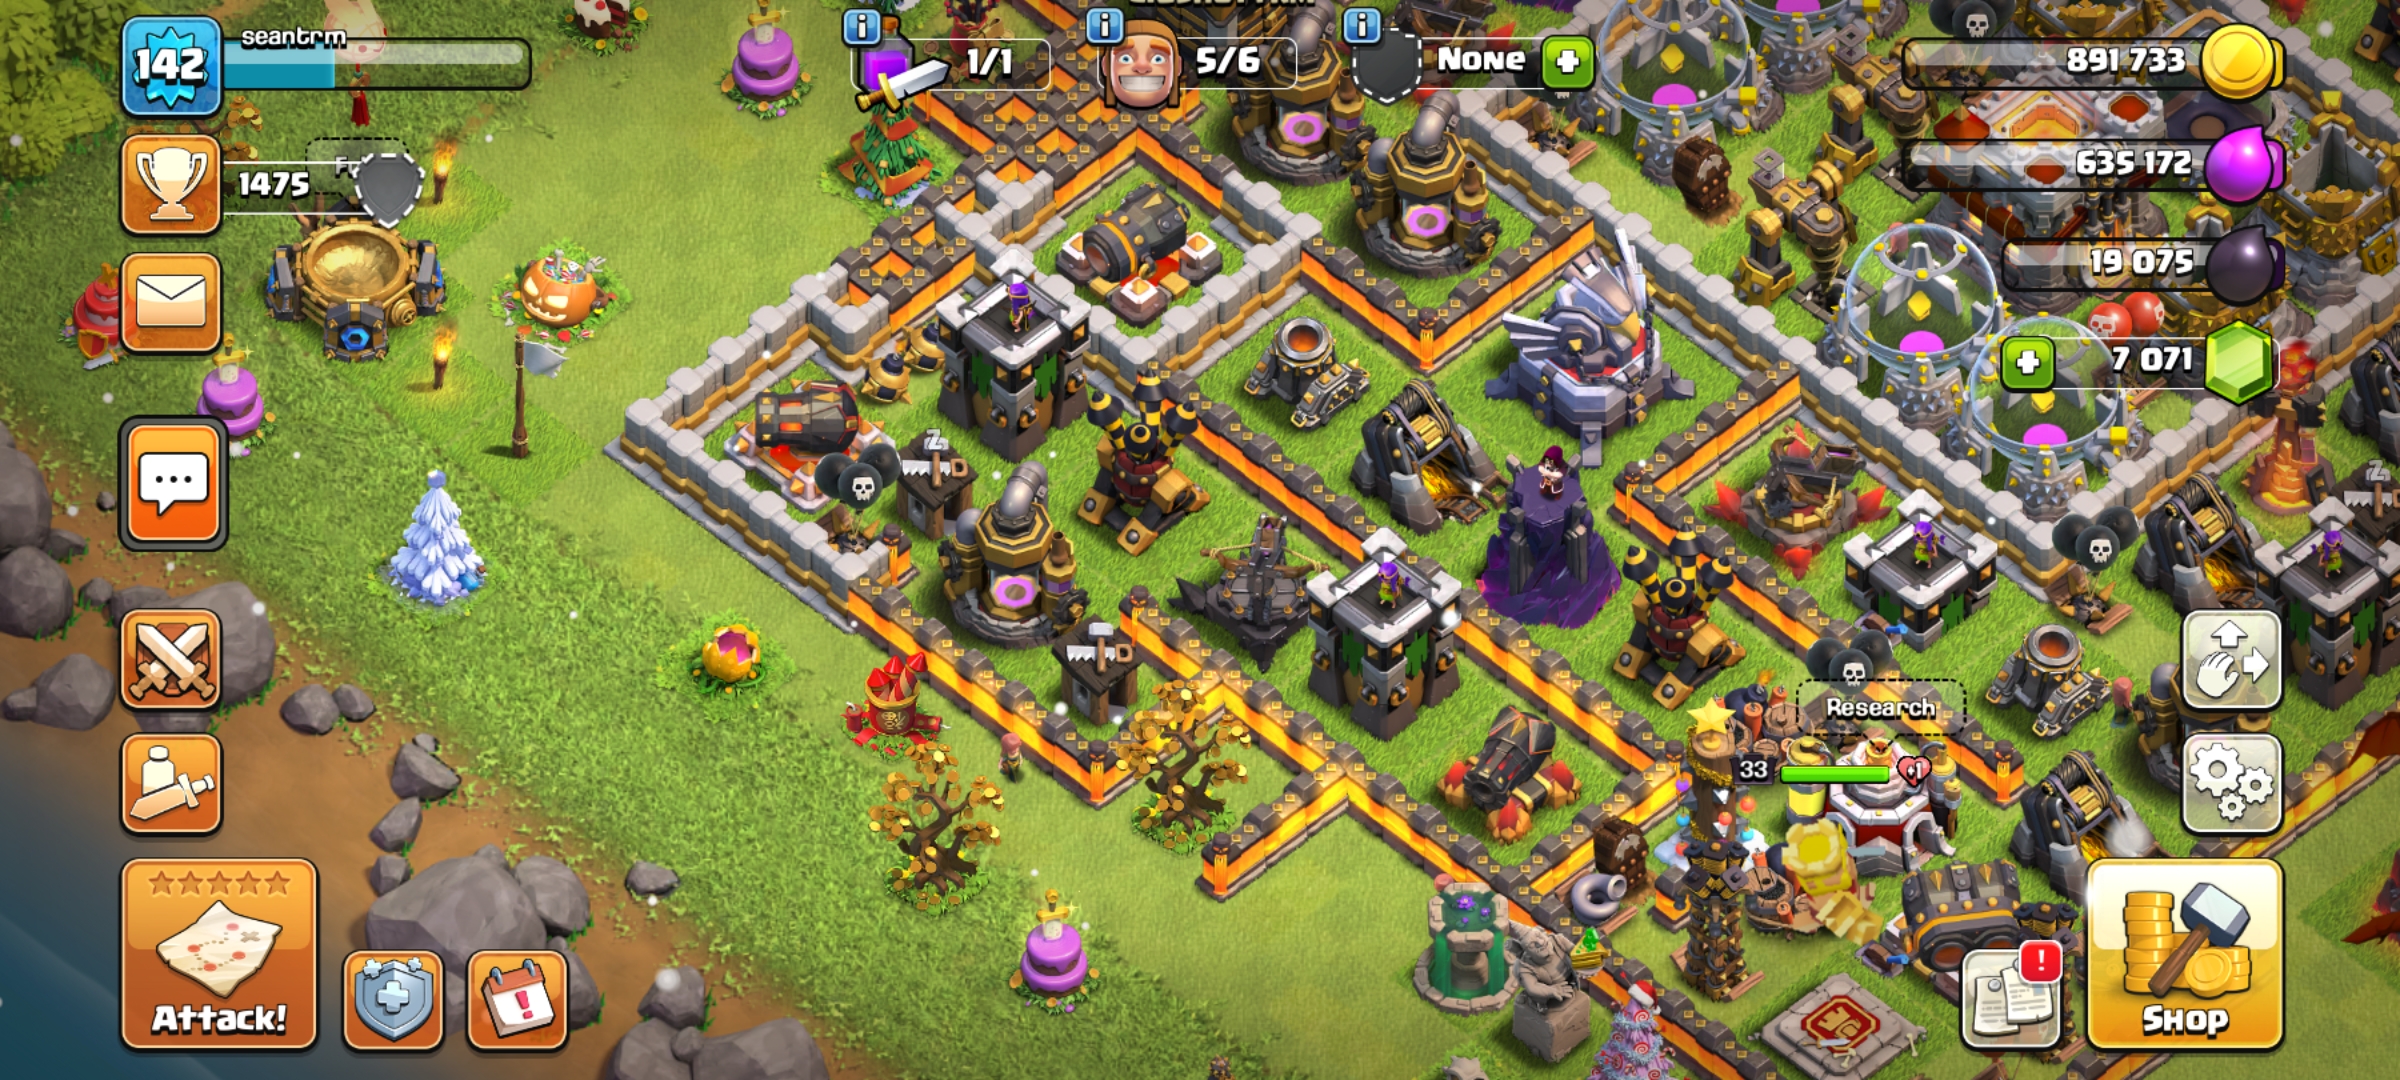 142
seantrm
1/1
5/6
None
891 733
1475
635 172
19 075
7 071
Research
33
+1
Attack!
Shop